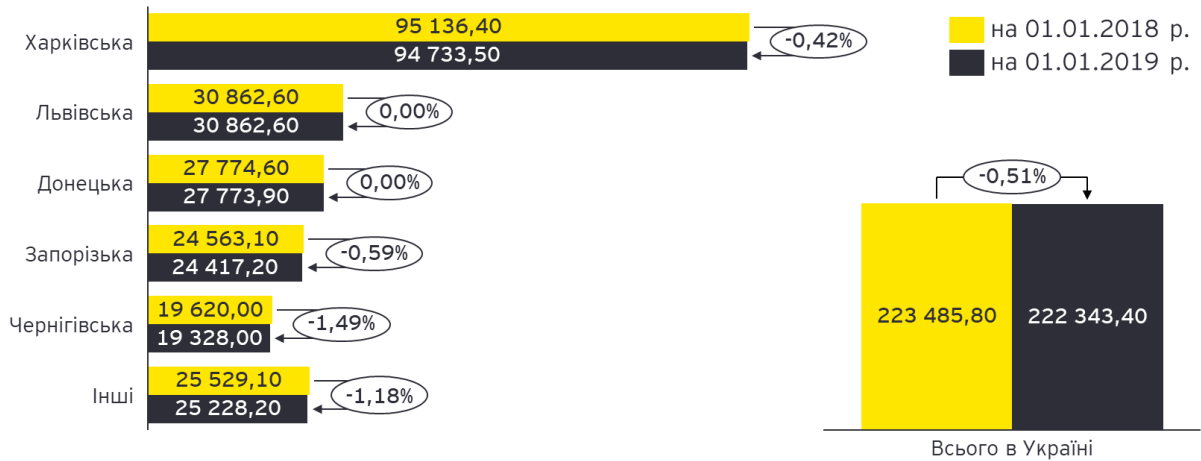 Харківська
95 136,40
94 733,50
-0,42%
Львівська
30 862,60
30 862,60
0,00%
Донецька
27 774,60
27 773,90
0,00%
Запорізька
24 563,10
24 417,20
-0,59%
Чернігівська
19 620,00
19 328,00
-1,49%
Інші
25 529,10
25 228,20
-1,18%
на 01.01.2018 р.
на 01.01.2019 р.
-0,51%
223 485,80
222 343,40
Всього в Україні